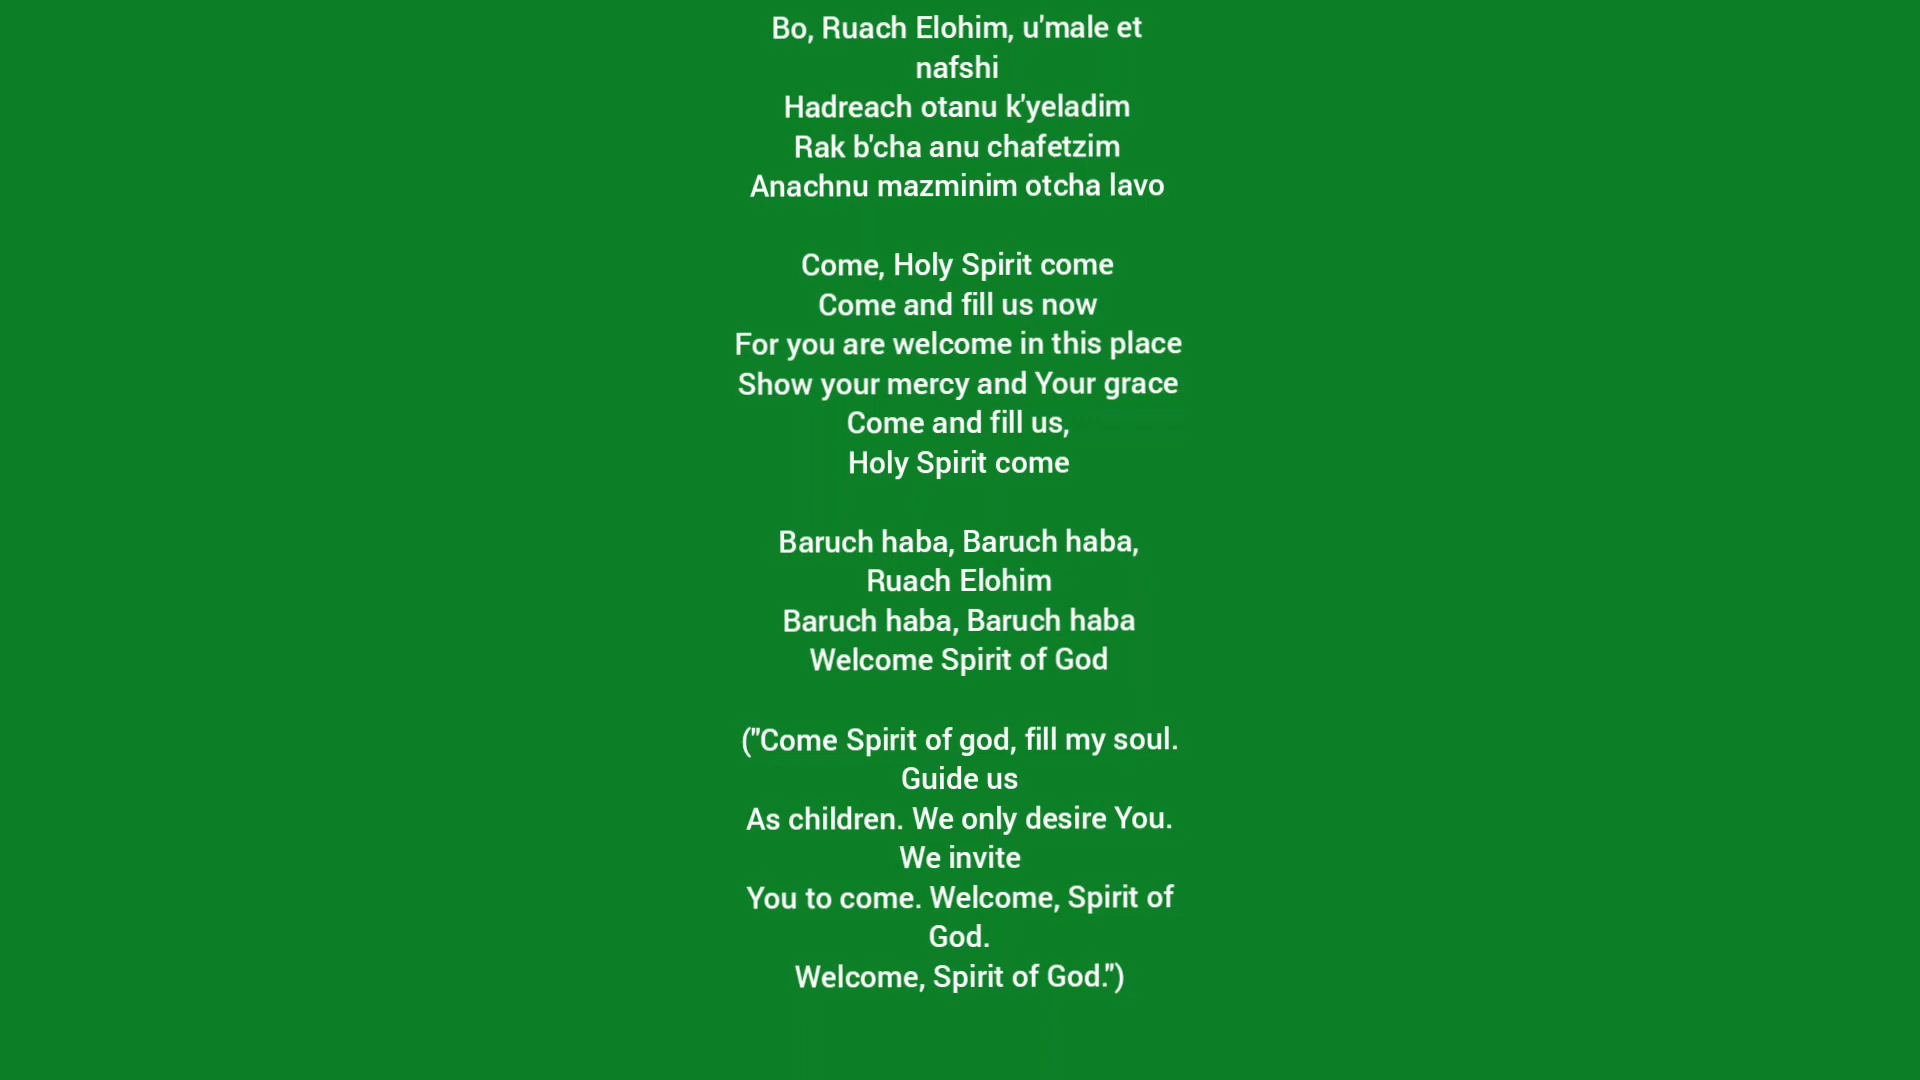 Bo, Ruach Elohim, u'male et
nafshi
Hadreach otanu k'yeladim
Rak b'cha anu chafetzim
Anachnu mazminim otcha lavo
Come, Holy Spirit come
Come and fill us now
For you are welcome in this place
Show your mercy and Your grace
Come and fill us,
Holy Spirit come
Baruch haba, Baruch haba,
Ruach Elohim
Baruch haba, Baruch haba
Welcome Spirit of God
("Come Spirit of god, fill my soul.
Guide us
As children. We only desire You.
We invite
You to come. Welcome, Spirit of
God.
Welcome, Spirit of God.")